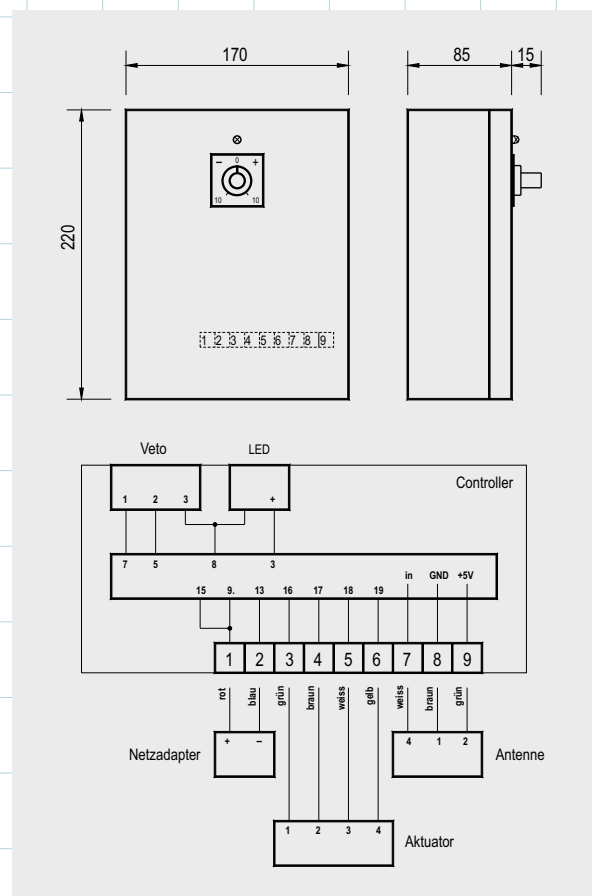 170
85
15
220
– 0 +
10 10
1 2 3 4 5 6 7 8 9
Veto
LED
Controller
1 2 3
+
7 5 8 3
in GND +5V
15 9. 13 16 17 18 19
1 2 3 4 5 6 7 8 9
rot
blau
grün
braun
weiss
gelb
weiss
braun
grün
Netzadapter
+ –
4 1 2
Antenne
1 2 3 4
Aktuator